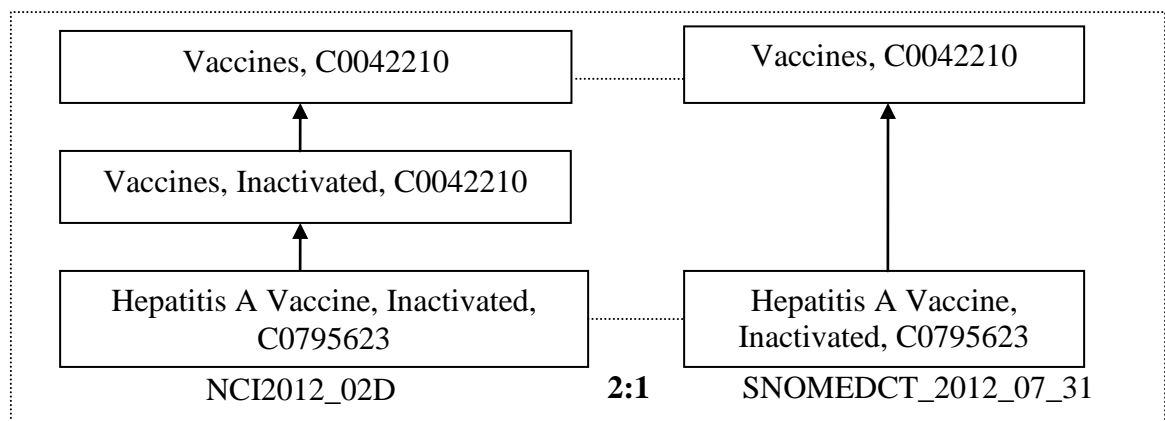 Vaccines, C0042210
Vaccines, C0042210
Vaccines, Inactivated, C0042210
Hepatitis A Vaccine, Inactivated,
C0795623
Hepatitis A Vaccine,
Inactivated, C0795623
NCI2012_02D
2:1
SNOMEDCT_2012_07_31